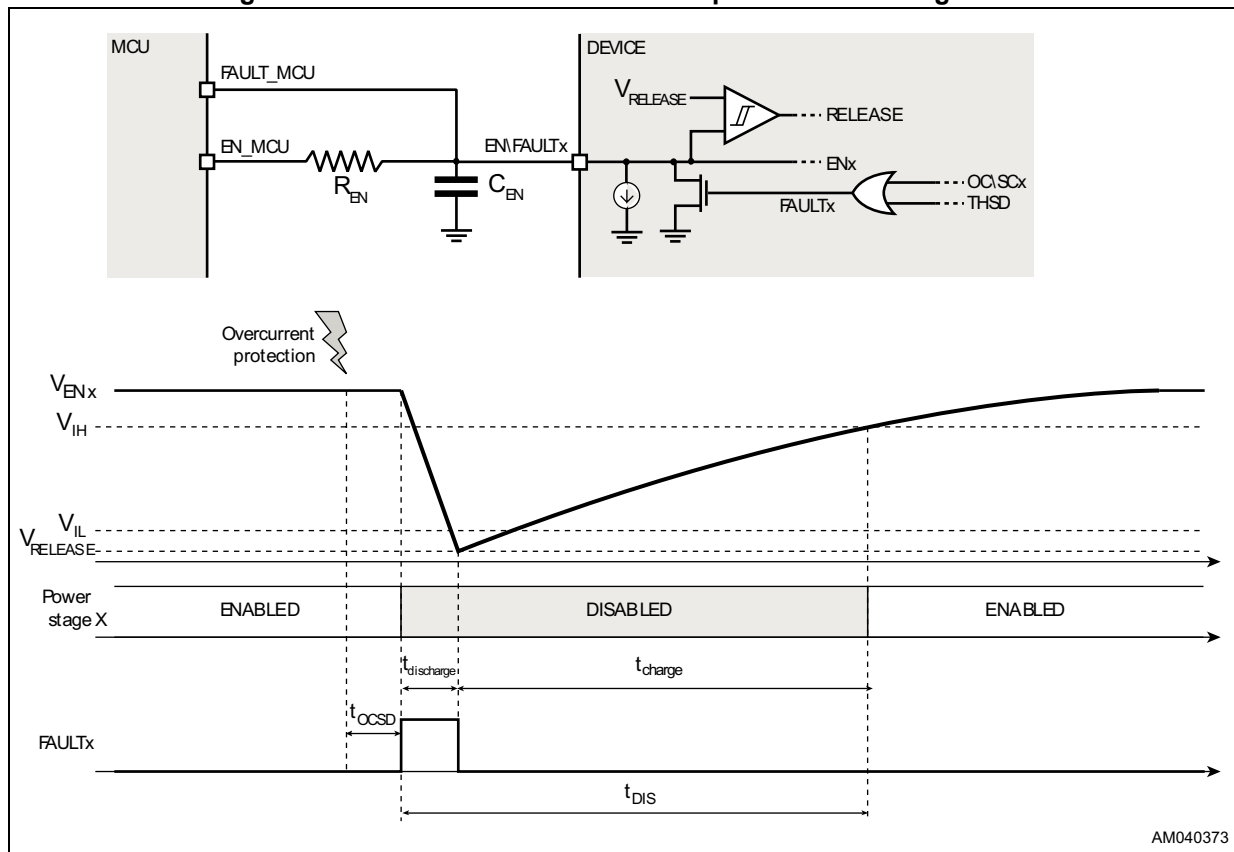 MCU
DEVICE
FAULT_MCU
V_RELEASE
RELEASE
EN_MCU
EN\FAULTx
ENx
R_EN
C_EN
FAULTx
OC\SCx
THSD
Overcurrent
protection
V_ENx
V_IH
V_IL
V_RELEASE
Power
stage X
ENABLED
DISABLED
ENABLED
t_discharge
t_charge
t_OCSD
FAULTx
t_DIS
AM040373